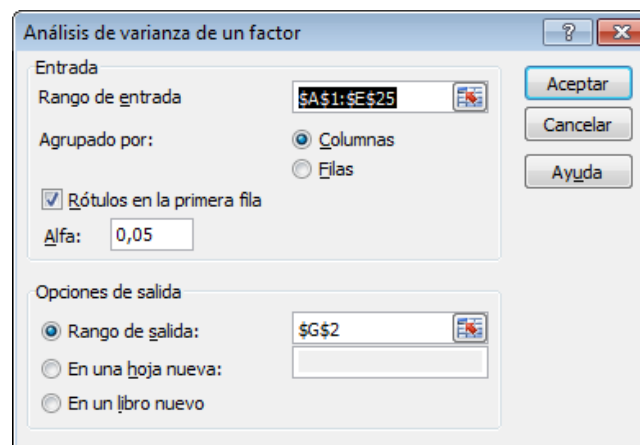 Análisis de varianza de un factor
Entrada
Rango de entrada $A$1:$E$25
Agrupado por: Columnas
Filas
Rótulos en la primera fila
Alfa: 0,05
Opciones de salida
Rango de salida: $G$2
En una hoja nueva:
En un libro nuevo
Aceptar
Cancelar
Ayuda